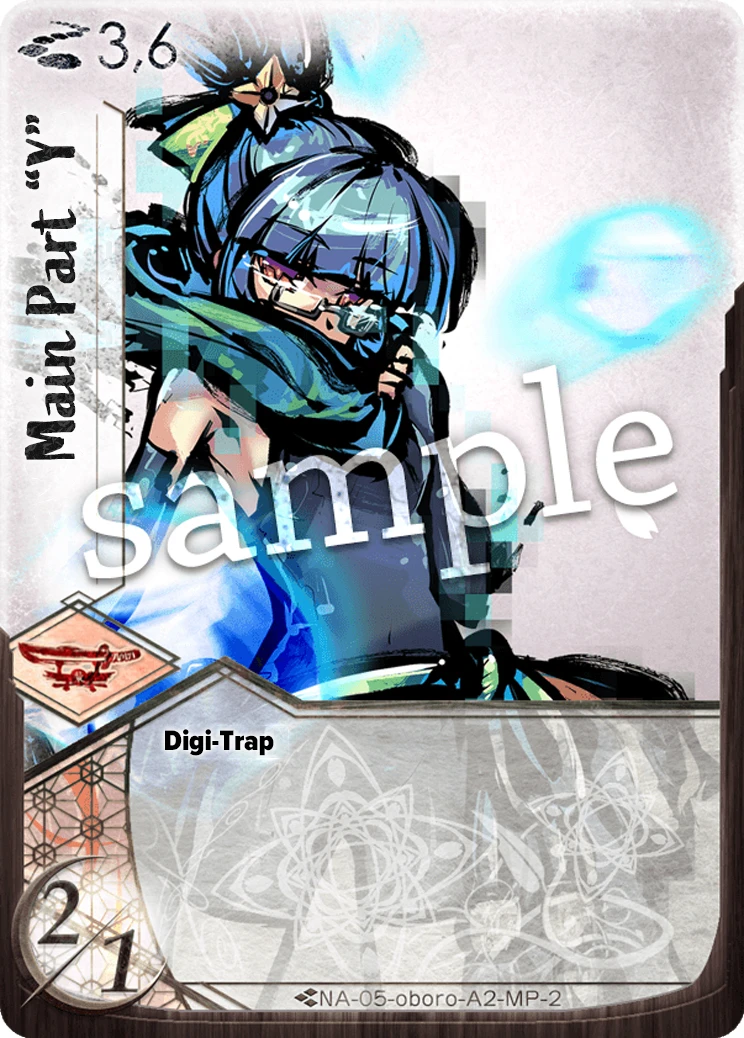 3,6
Main Part “Y”
sample
Digi-Trap
2/1
NA-05-oboro-A2-MP-2